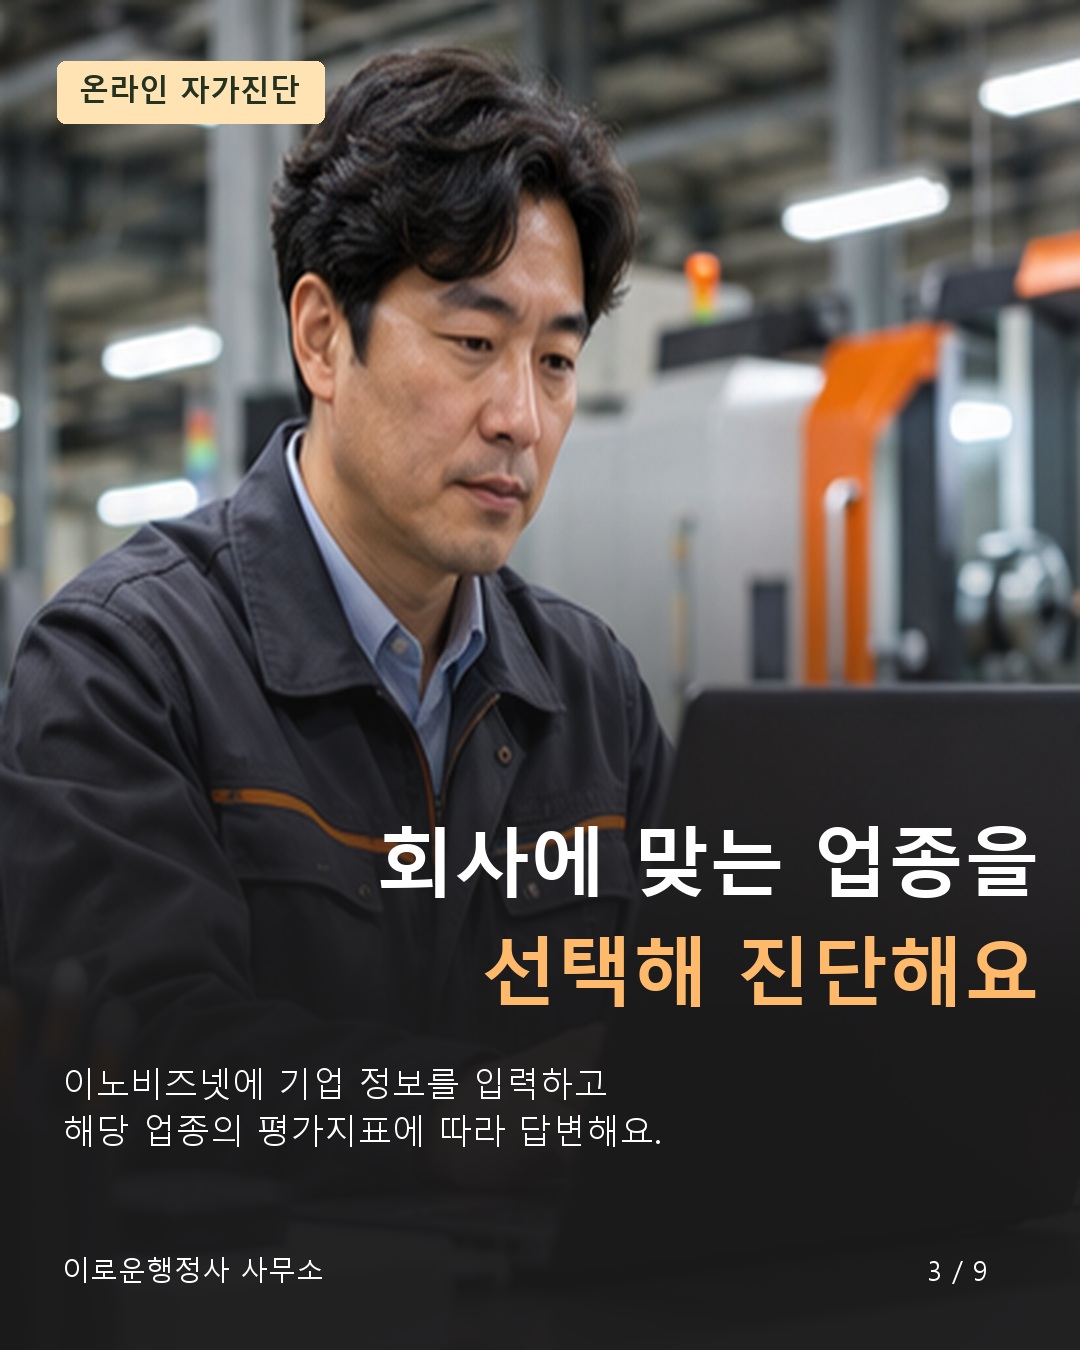 온라인 자가진단
회사에 맞는 업종을
선택해 진단해요
이노비즈넷에 기업 정보를 입력하고
해당 업종의 평가지표에 따라 답변해요.
이로운행정사 사무소
3 / 9